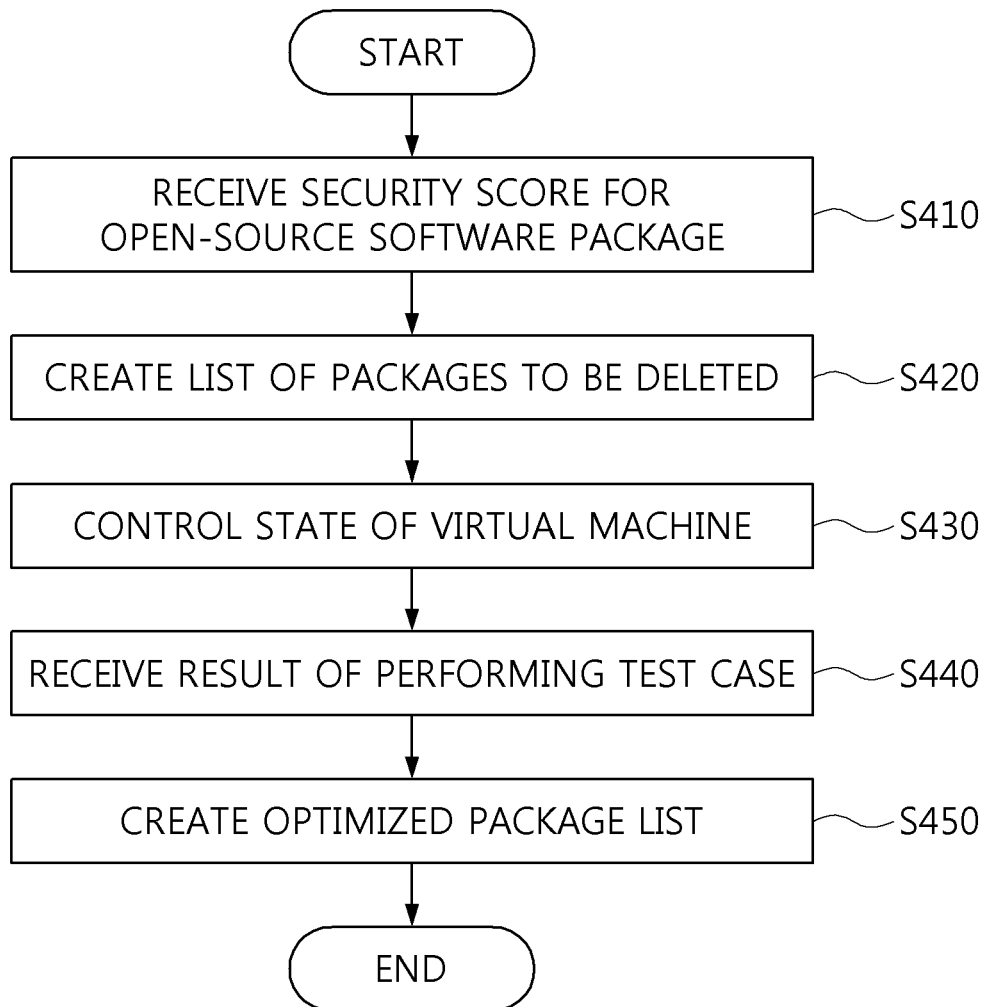 START
RECEIVE SECURITY SCORE FOR
OPEN-SOURCE SOFTWARE PACKAGE
S410
CREATE LIST OF PACKAGES TO BE DELETED
S420
CONTROL STATE OF VIRTUAL MACHINE
S430
RECEIVE RESULT OF PERFORMING TEST CASE
S440
CREATE OPTIMIZED PACKAGE LIST
S450
END